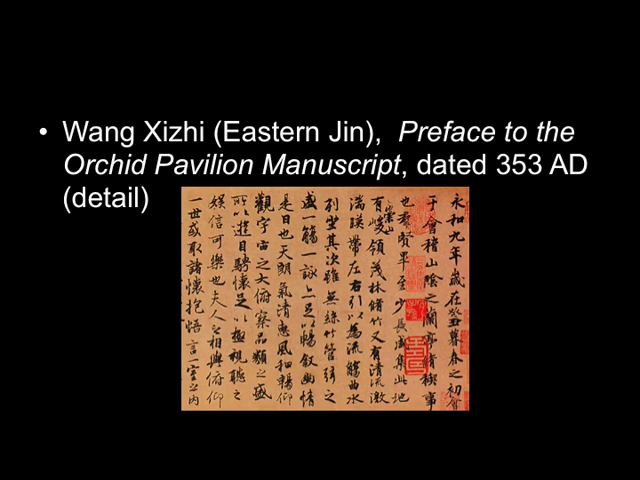 • Wang Xizhi (Eastern Jin),  Preface to the
Orchid Pavilion Manuscript, dated 353 AD
(detail)
永和九年歲在癸丑暮春之初會
于會稽山陰之蘭亭脩稧事
也羣賢畢至少長咸集此地
有崇山峻領茂林脩竹又有清流激
湍暎帶左右引以為流觴曲水
列坐其次雖無絲竹管弦之
盛一觴一詠亦足以暢敘幽情
是日也天朗氣清惠風和暢仰
觀宇宙之大俯察品類之盛
所以遊目騁懷足以極視聽之
娛信可樂也夫人之相與俯仰
一世或取諸懷抱悟言一室之內